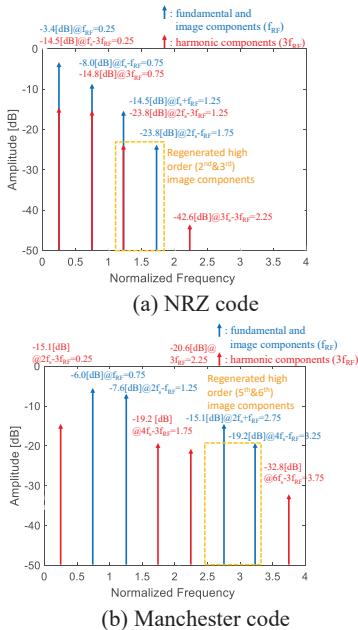 -3.4[dB]@fRF=0.25
-14.5[dB]@fs-3fRF=0.25
: fundamental and
image components (fRF)
: harmonic components (3fRF)
-8.0[dB]@fs-fRF=0.75
-14.8[dB]@3fRF=0.75
-14.5[dB]@fs+fRF=1.25
-23.8[dB]@2fs-3fRF=1.25
-23.8[dB]@2fs-fRF=1.75
Regenerated high
order (2nd&3rd)
image components
-42.6[dB]@3fs-3fRF=2.25
0
-10
-20
-30
-40
-50
Amplitude [dB]
0 0.5 1 1.5 2 2.5 3 3.5 4
Normalized Frequency
(a) NRZ code
: fundamental and
image components (fRF)
: harmonic components (3fRF)
-15.1[dB]
@2fs-3fRF=0.25
-20.6[dB]@
3fRF=2.25
-6.0[dB]@fRF=0.75
-7.6[dB]@2fs-fRF=1.25
Regenerated high
order (5th&6th)
image components
-15.1[dB]@2fs+fRF=2.75
-19.2 [dB]
@4fs-3fRF=1.75
-19.2[dB]@4fs-fRF=3.25
-32.8[dB]
@6fs-3fRF=3.75
0
-10
-20
-30
-40
-50
Amplitude [dB]
0 0.5 1 1.5 2 2.5 3 3.5 4
Normalized Frequency
(b) Manchester code